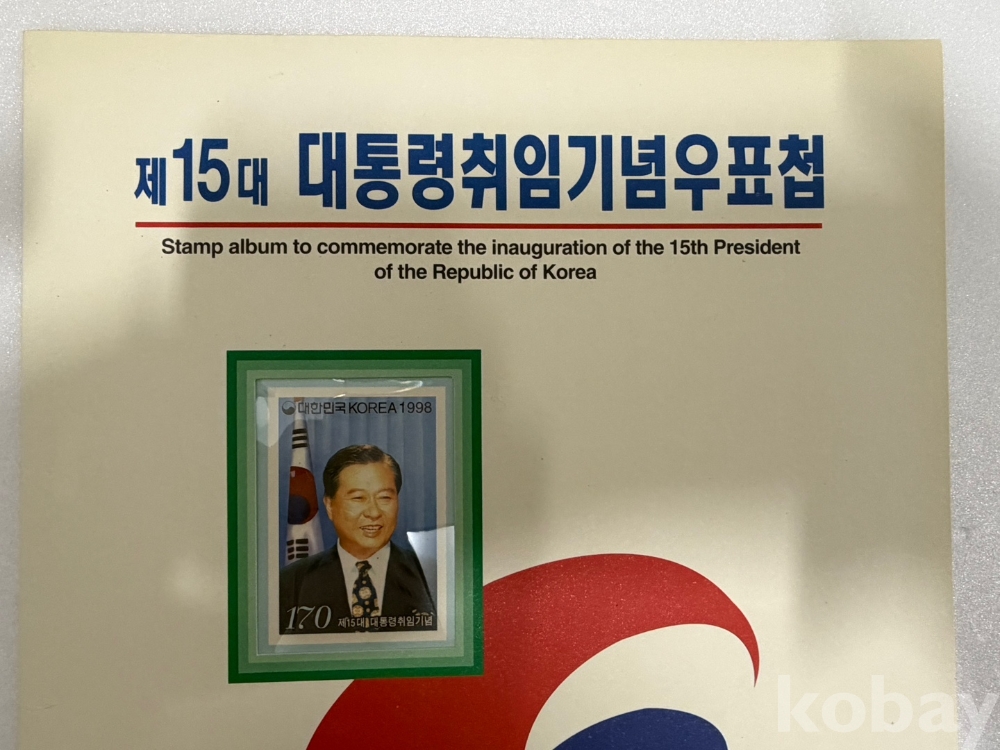 제15대 대통령취임기념우표첩
Stamp album to commemorate the inauguration of the 15th President
of the Republic of Korea
대한민국 KOREA 1998
170 제15대 대통령취임기념
kobay